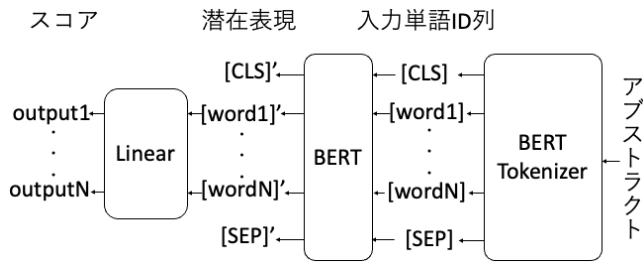 スコア 潜在表現 入力単語ID列
[CLS]’ [CLS]
output1 [word1]’ [word1]
Linear BERT BERT Tokenizer アブストラクト
outputN [wordN]’ [wordN]
[SEP]’ [SEP]